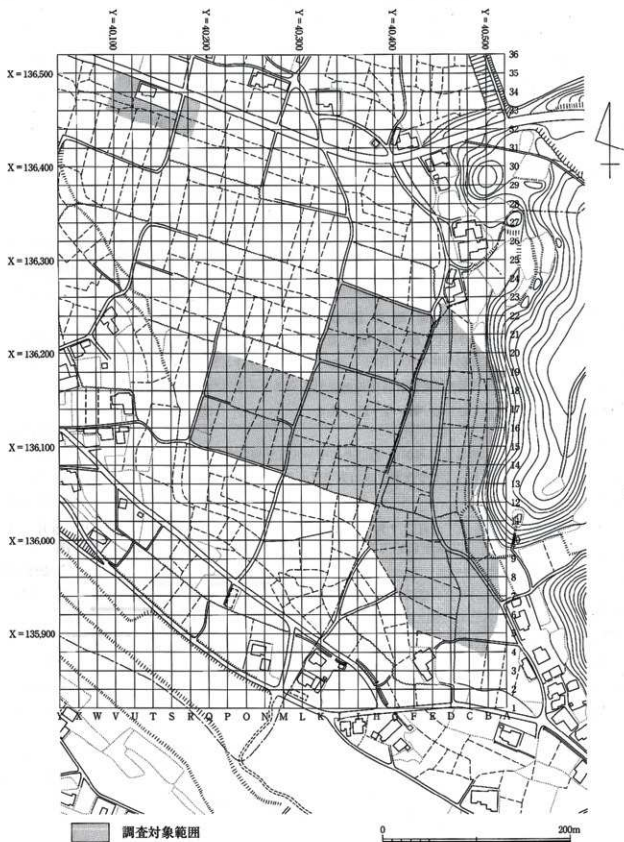 Y = 40,100
Y = 40,200
Y = 40,300
Y = 40,400
Y = 40,500
X = 136,500
X = 136,400
X = 136,300
X = 136,200
X = 136,100
X = 136,000
X = 135,900
36
35
34
33
32
31
30
29
28
27
26
25
24
23
22
21
20
19
18
17
16
15
14
13
12
11
10
9
8
7
6
5
4
3
2
1
Y X W V U T S R Q P O N M L K H G F E D C B A
調査対象範囲
0 200m